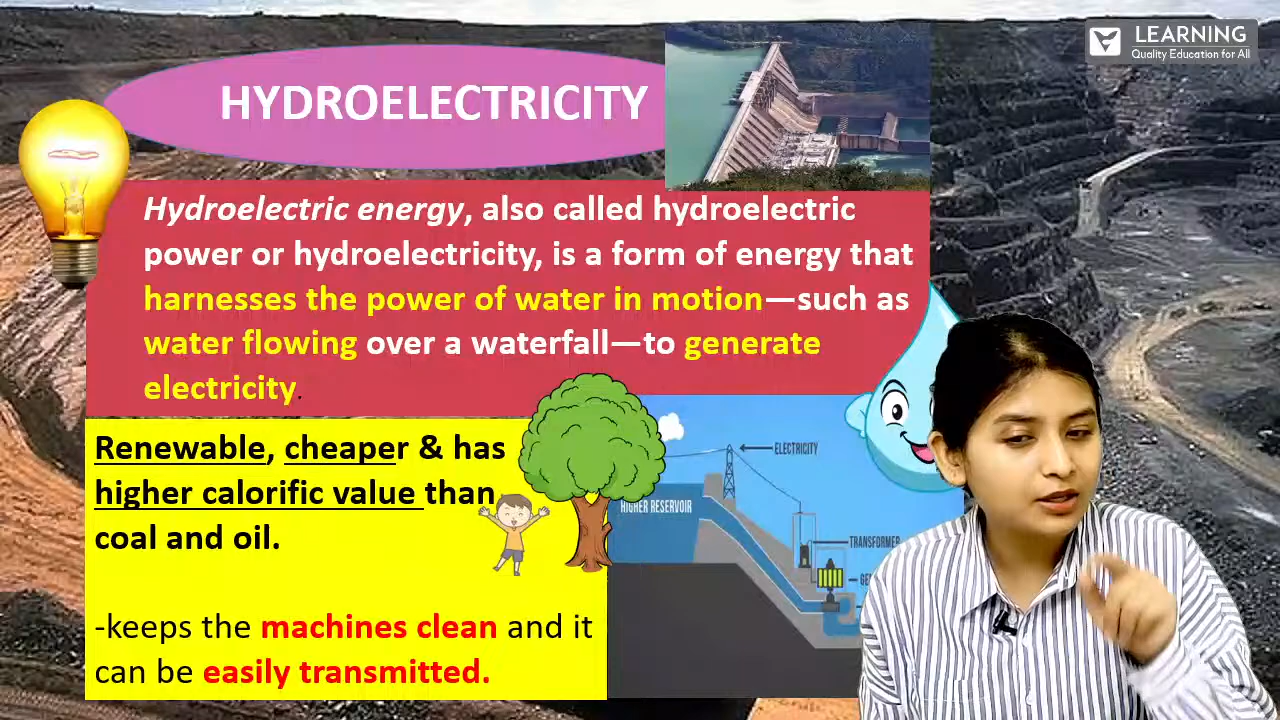 LEARNING
Quality Education for All
HYDROELECTRICITY
Hydroelectric energy, also called hydroelectric
power or hydroelectricity, is a form of energy that
harnesses the power of water in motion—such as
water flowing over a waterfall—to generate
electricity.
Renewable, cheaper & has
higher calorific value than
coal and oil.
-keeps the machines clean and it
can be easily transmitted.
ELECTRICITY
HIGHER RESERVOIR
TRANSFORMER